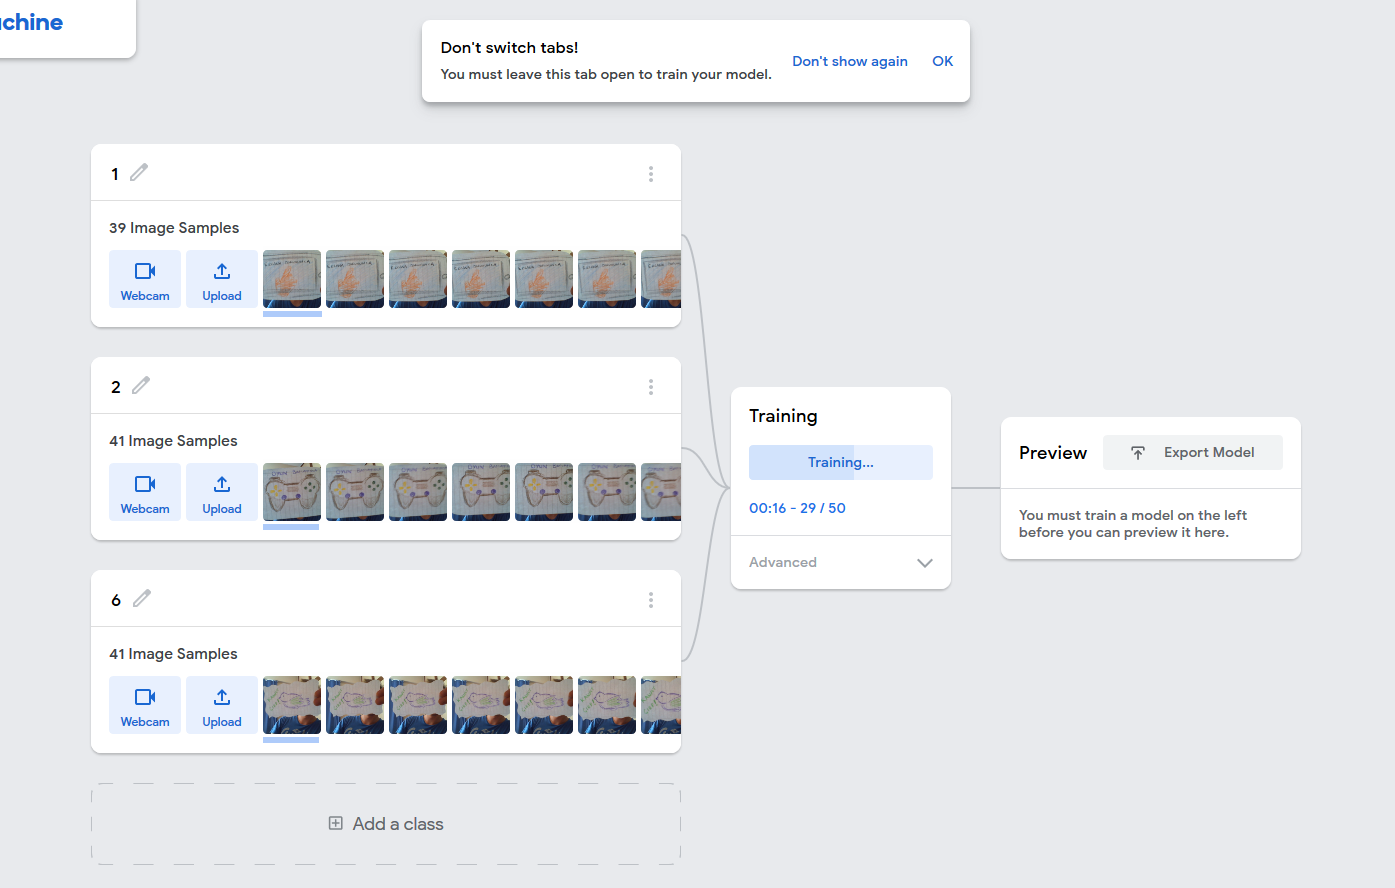 achine
Don't switch tabs!
You must leave this tab open to train your model.
Don't show again
OK
1
39 Image Samples
Webcam
Upload
2
41 Image Samples
Webcam
Upload
6
41 Image Samples
Webcam
Upload
Add a class
Training
Training...
00:16 - 29 / 50
Advanced
Preview
Export Model
You must train a model on the left
before you can preview it here.